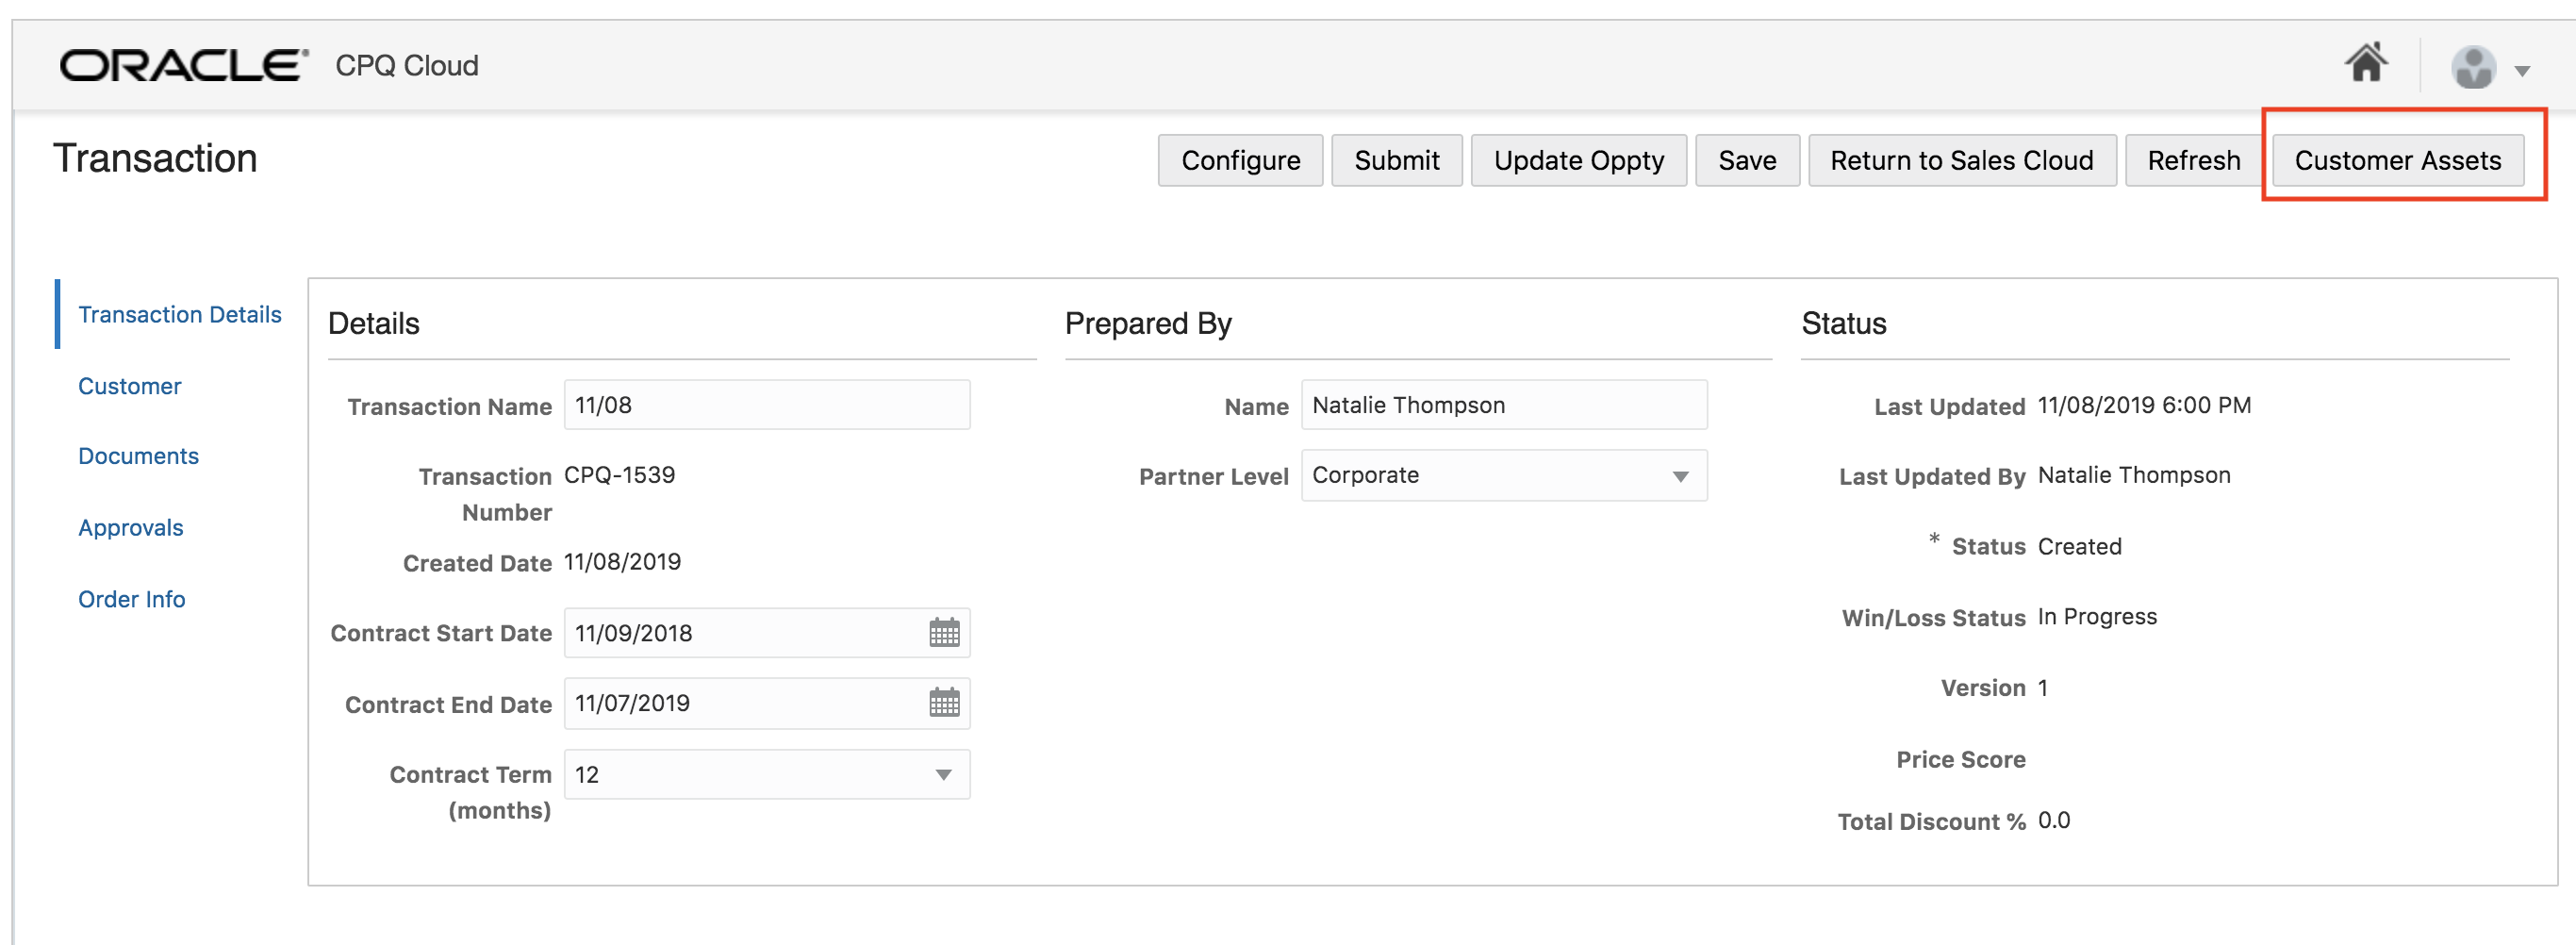 ORACLE® CPQ Cloud
Transaction
Configure Submit Update Oppty Save Return to Sales Cloud Refresh Customer Assets
Transaction Details
Customer
Documents
Approvals
Order Info
Details
Transaction Name 11/08
Transaction Number CPQ-1539
Created Date 11/08/2019
Contract Start Date 11/09/2018
Contract End Date 11/07/2019
Contract Term (months) 12
Prepared By
Name Natalie Thompson
Partner Level Corporate
Status
Last Updated 11/08/2019 6:00 PM
Last Updated By Natalie Thompson
* Status Created
Win/Loss Status In Progress
Version 1
Price Score
Total Discount % 0.0